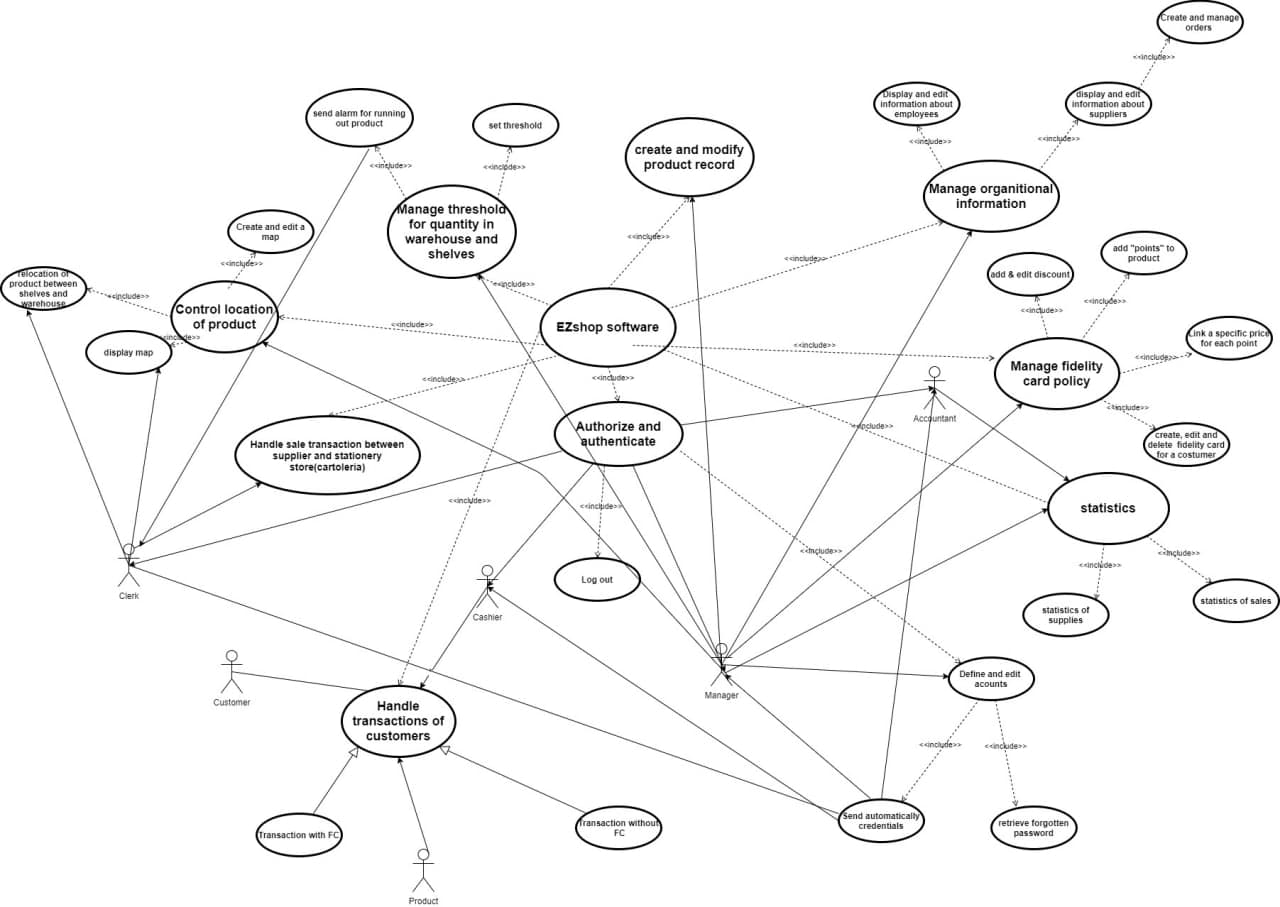 Create and manage
orders
<<include>>
Display and edit
information about
employees
display and edit
information about
suppliers
send alarm for running
out product
set threshold
<<include>>
<<include>>
<<include>>
<<include>>
create and modify
product record
Manage organitional
information
Manage threshold
for quantity in
warehouse and
shelves
Create and edit a
map
<<include>>
<<include>>
<<include>>
add "points" to
product
add & edit discount
relocation of
product between
shelves and
warehouse
<<include>>
<<include>>
<<include>>
<<include>>
<<include>>
Control location
of product
EZshop software
<<include>>
<<include>>
display map
<<include>>
Link a specific price
for each point
<<include>>
Manage fidelity
card policy
<<include>>
<<include>>
<<include>>
Accountant
<<include>>
Authorize and
authenticate
Handle sale transaction between
supplier and stationery
store(cartoleria)
create, edit and
delete fidelity card
for a costumer
<<include>>
<<include>>
statistics
<<include>>
<<include>>
<<include>>
Log out
Clerk
Cashier
statistics of
supplies
statistics of sales
Customer
Manager
Define and edit
acounts
Handle
transactions of
customers
<<include>>
<<include>>
Transaction with FC
Transaction without
FC
Send automatically
credentials
retrieve forgotten
password
Product